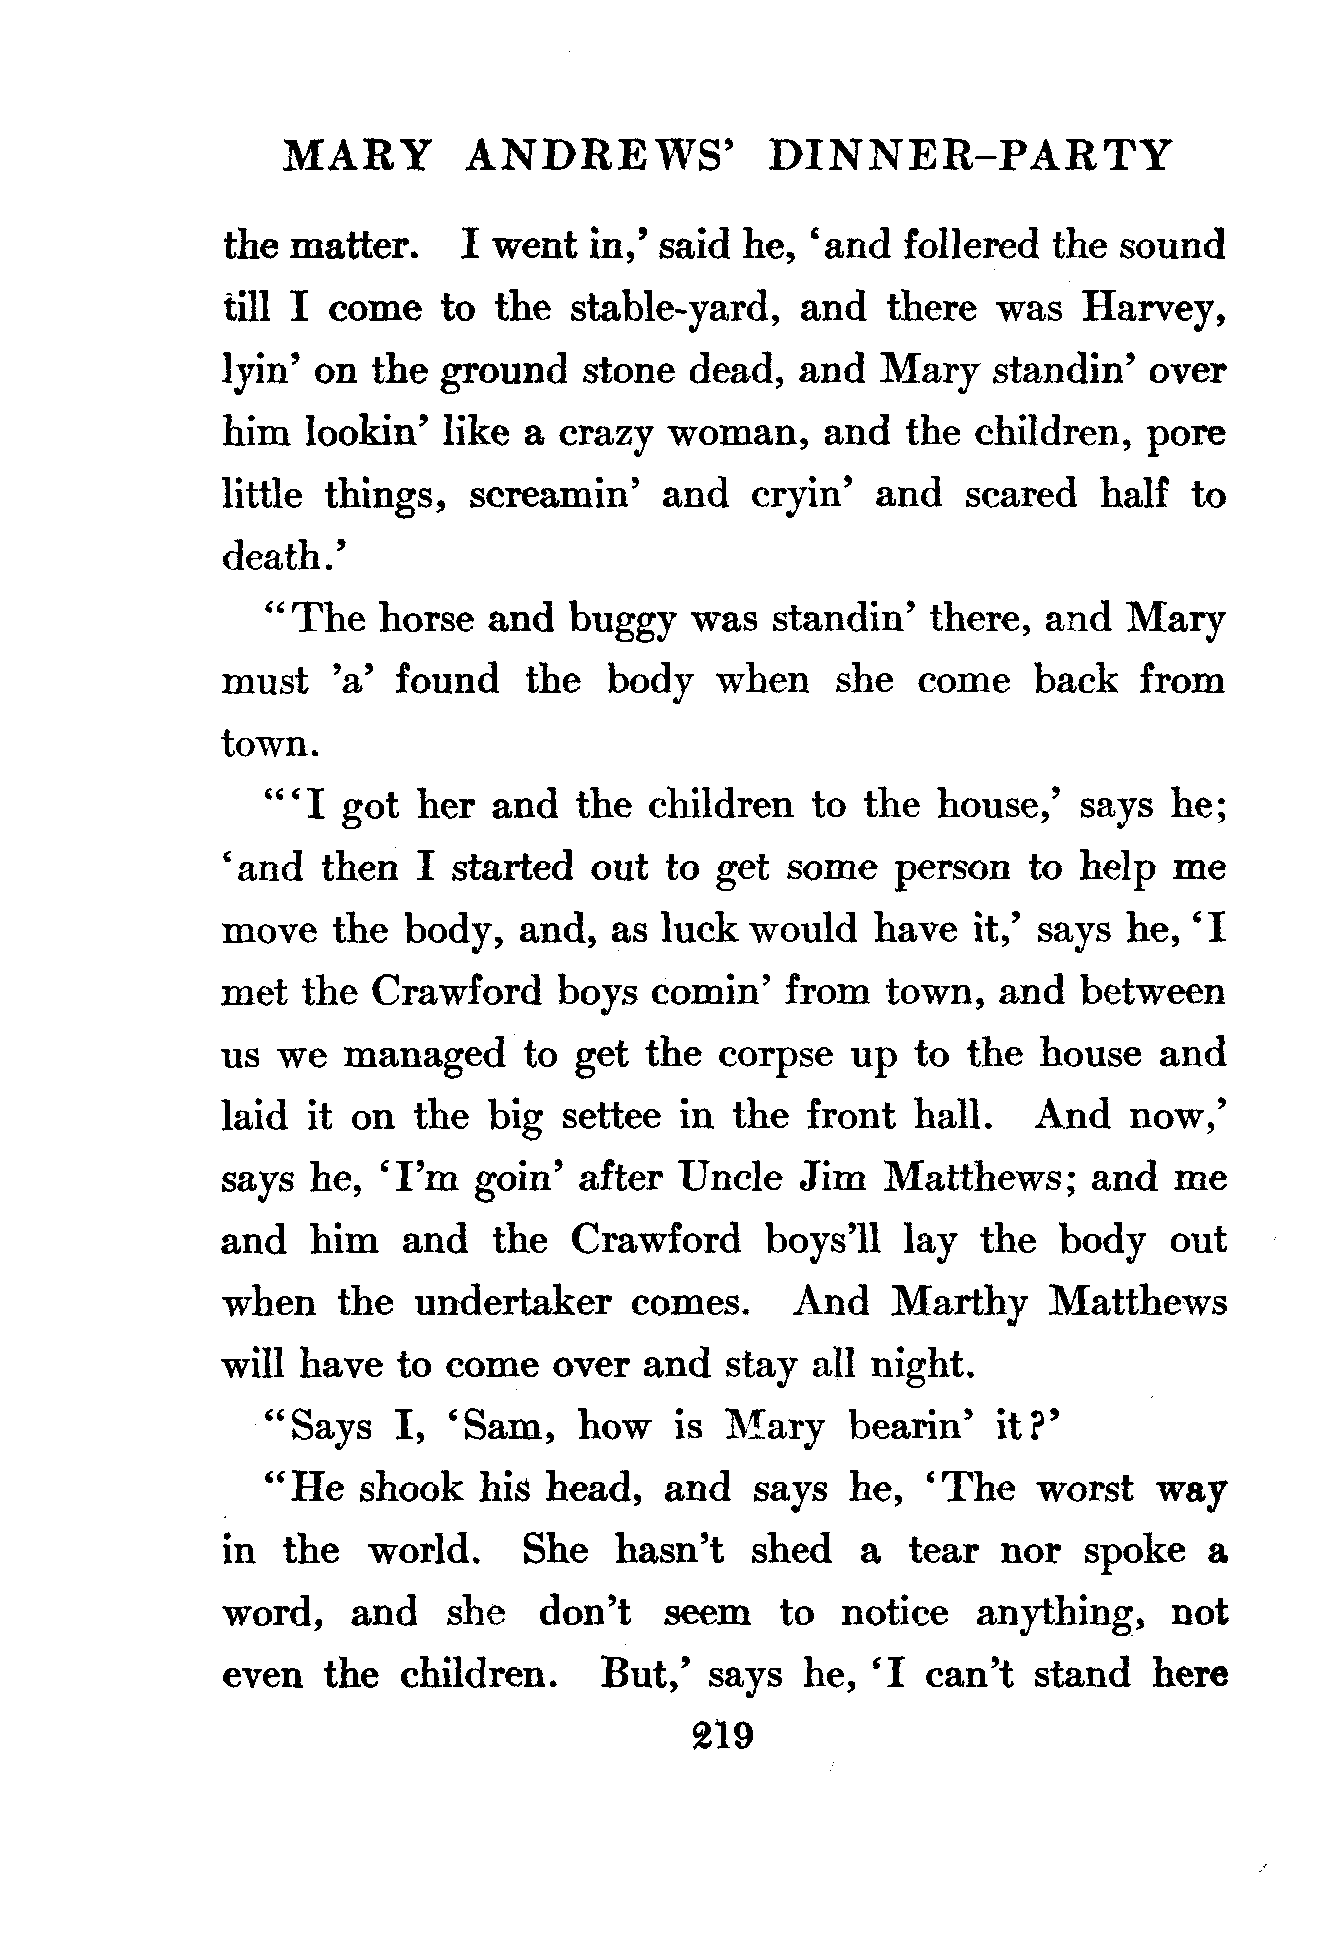 MARY ANDREWS’ DINNER–PARTY
the matter. I went in,’ said he, ‘and follered the sound
till I come to the stable-yard, and there was Harvey,
lyin’ on the ground stone dead, and Mary standin’ over
him lookin’ like a crazy woman, and the children, pore
little things, screamin’ and cryin’ and scared half to
death.’
“The horse and buggy was standin’ there, and Mary
must ’a’ found the body when she come back from
town.
“‘I got her and the children to the house,’ says he;
‘and then I started out to get some person to help me
move the body, and, as luck would have it,’ says he, ‘I
met the Crawford boys comin’ from town, and between
us we managed to get the corpse up to the house and
laid it on the big settee in the front hall. And now,’
says he, ‘I’m goin’ after Uncle Jim Matthews; and me
and him and the Crawford boys’ll lay the body out
when the undertaker comes. And Marthy Matthews
will have to come over and stay all night.
“Says I, ‘Sam, how is Mary bearin’ it?’
“He shook his head, and says he, ‘The worst way
in the world. She hasn’t shed a tear nor spoke a
word, and she don’t seem to notice anything, not
even the children. But,’ says he, ‘I can’t stand here
219